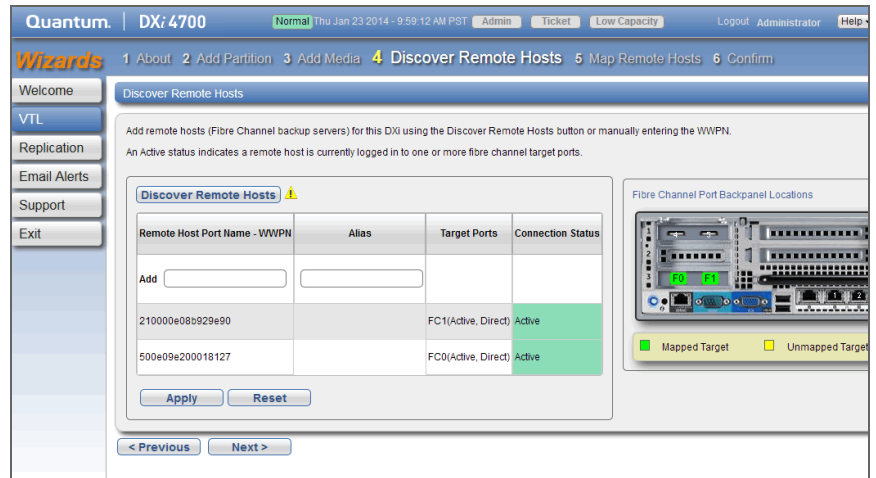 Quantum. DXi 4700 Normal Thu Jan 23 2014 - 9:59:12 AM PST Admin Ticket Low Capacity Logout Administrator Help
Wizards 1 About 2 Add Partition 3 Add Media 4 Discover Remote Hosts 5 Map Remote Hosts 6 Confirm
Welcome
VTL
Replication
Email Alerts
Support
Exit
Discover Remote Hosts
Add remote hosts (Fibre Channel backup servers) for this DXi using the Discover Remote Hosts button or manually entering the WWPN.
An Active status indicates a remote host is currently logged in to one or more fibre channel target ports.
Discover Remote Hosts
Remote Host Port Name - WWPN Alias Target Ports Connection Status
Add
210000e08b929e90 FC1(Active, Direct) Active
500e09e200018127 FC0(Active, Direct) Active
Apply Reset
Fibre Channel Port Backpanel Locations
1
2
3 F0 F1
1 2
Mapped Target Unmapped Target
< Previous Next >